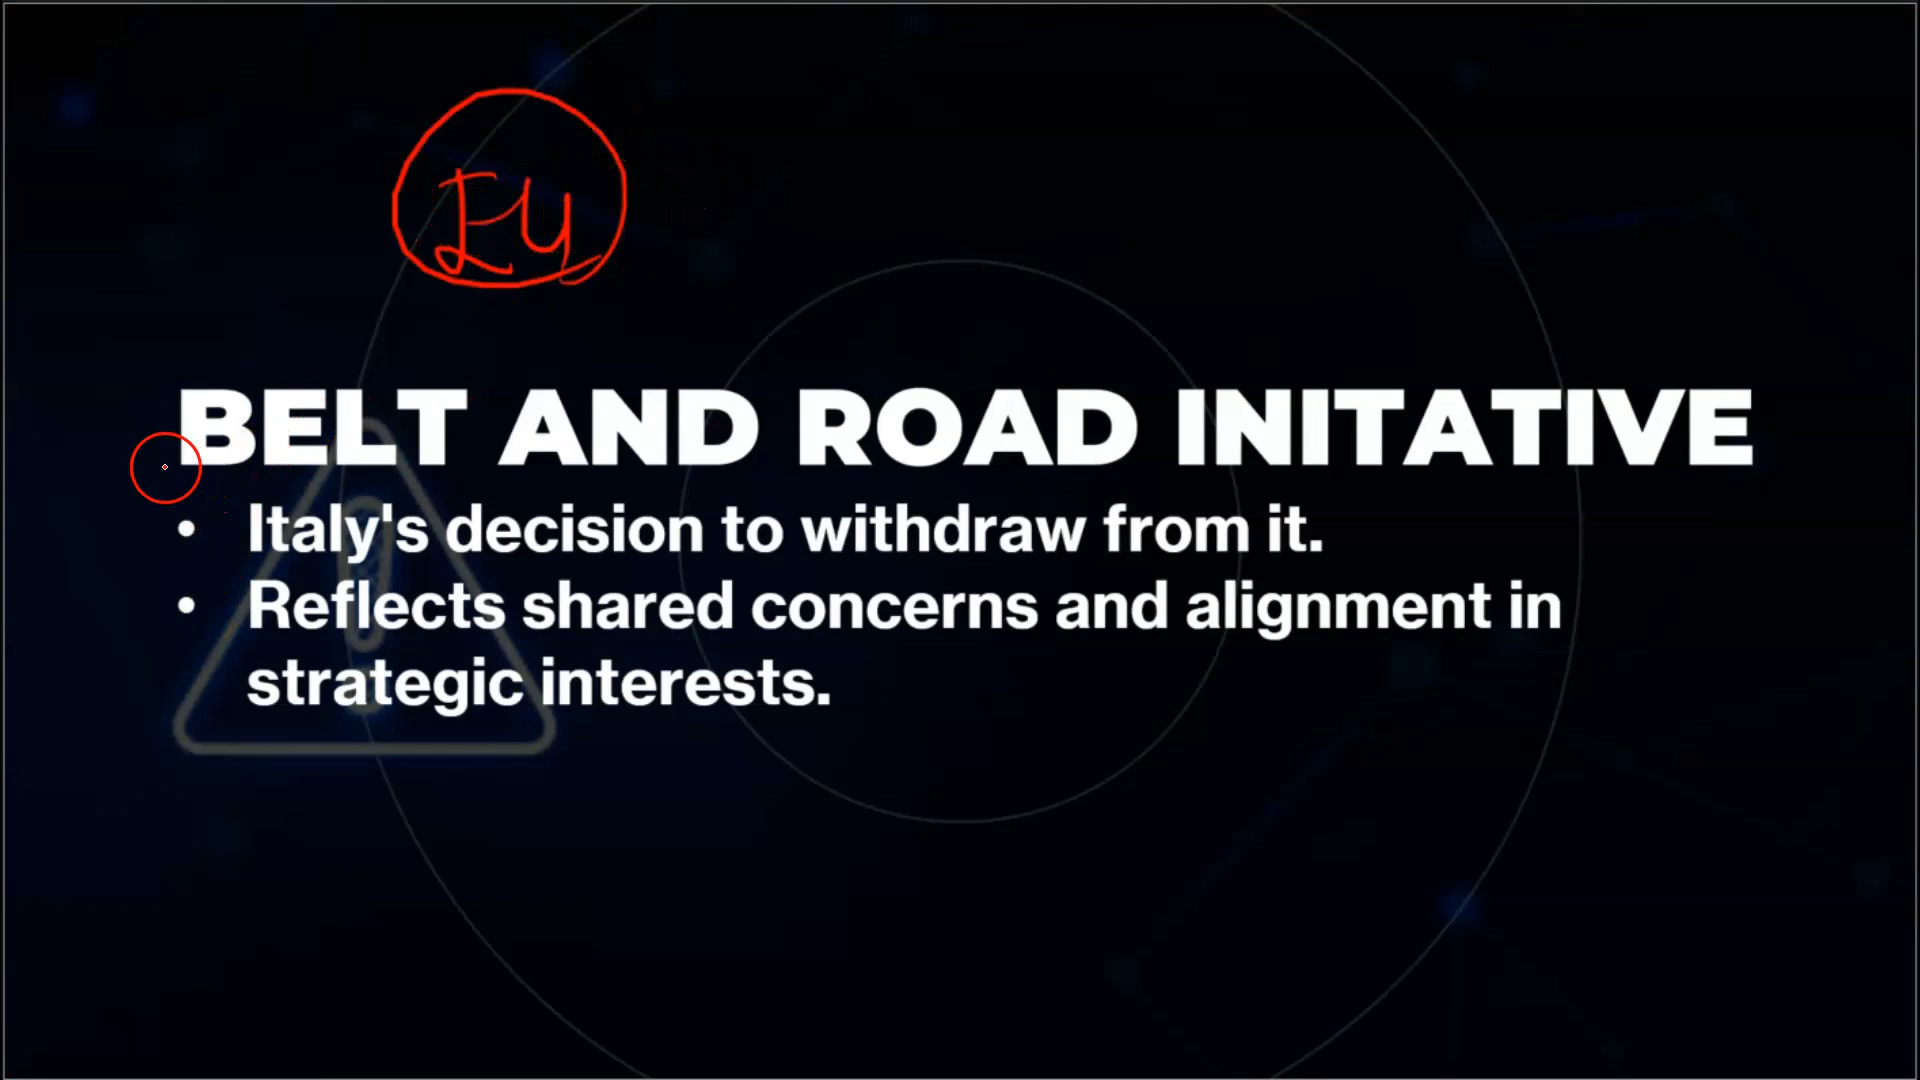 EU
BELT AND ROAD INITATIVE
• Italy's decision to withdraw from it.
• Reflects shared concerns and alignment in
strategic interests.